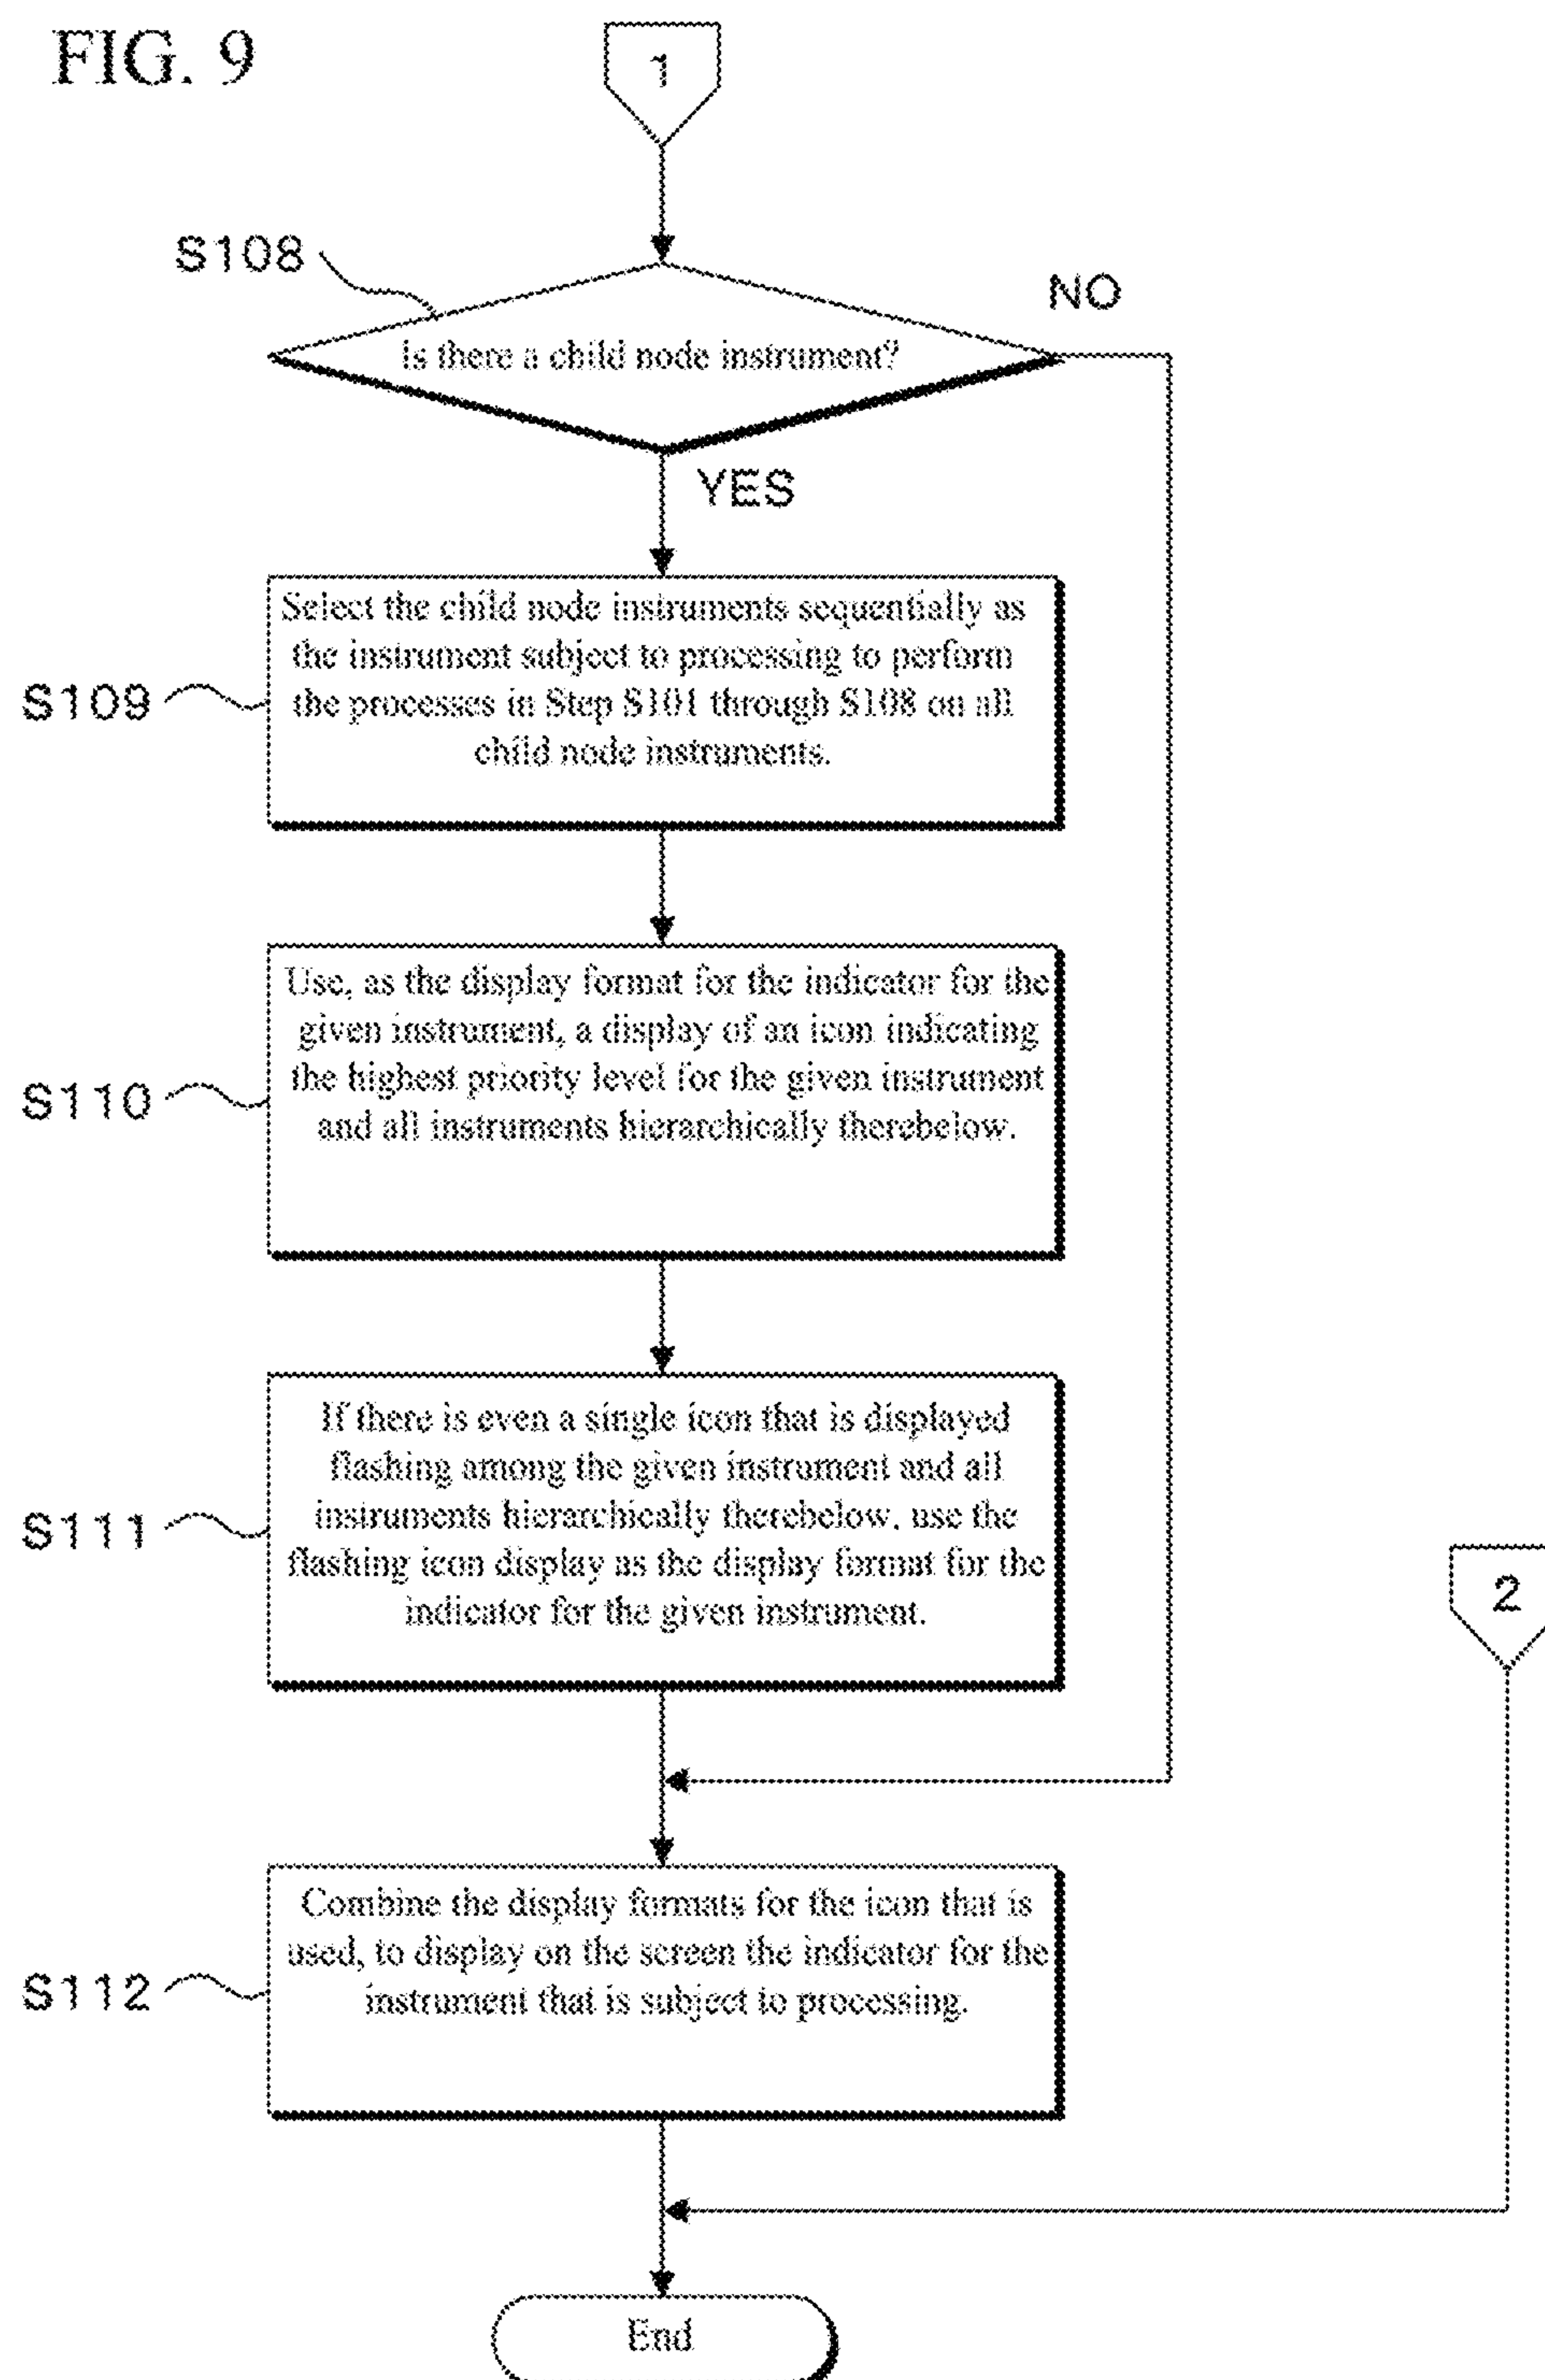 FIG. 9
1
S108
NO
Is there a child node instrument?
YES
Select the child node instruments sequentially as
the instrument subject to processing to perform
the processes in Step S101 through S108 on all
child node instruments.
S109
Use, as the display format for the indicator for the
given instrument, a display of an icon indicating
the highest priority level for the given instrument
and all instruments hierarchically therebelow.
S110
If there is even a single icon that is displayed
flashing among the given instrument and all
instruments hierarchically therebelow, use the
flashing icon display as the display format for the
indicator for the given instrument.
S111
2
Combine the display formats for the icon that is
used, to display on the screen the indicator for the
instrument that is subject to processing.
S112
End